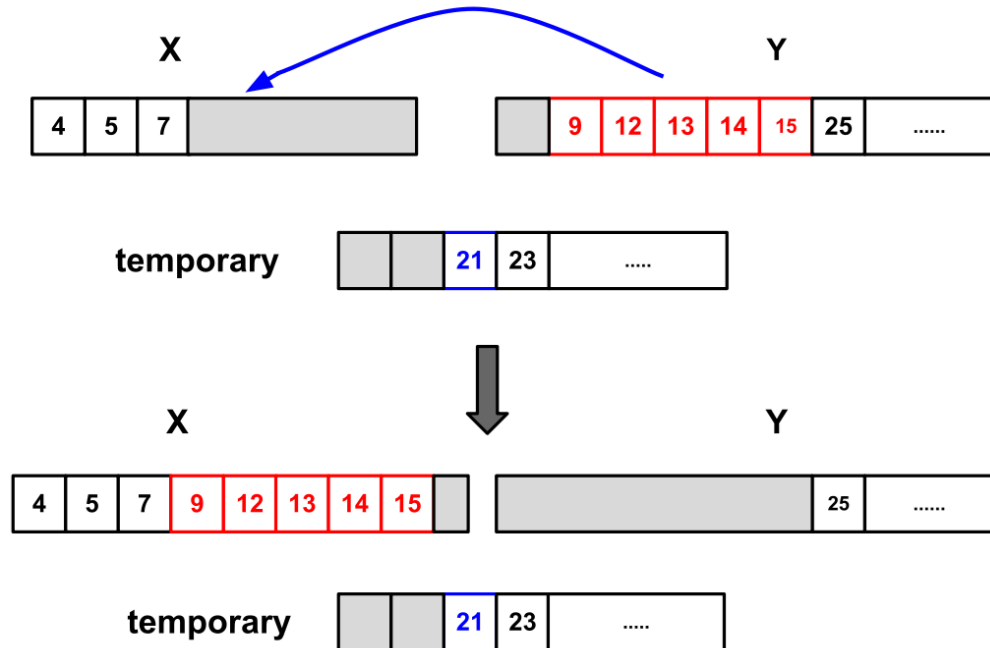 X Y
4 5 7 9 12 13 14 15 25 ......
temporary 21 23 .....
X Y
4 5 7 9 12 13 14 15 25 ......
temporary 21 23 .....